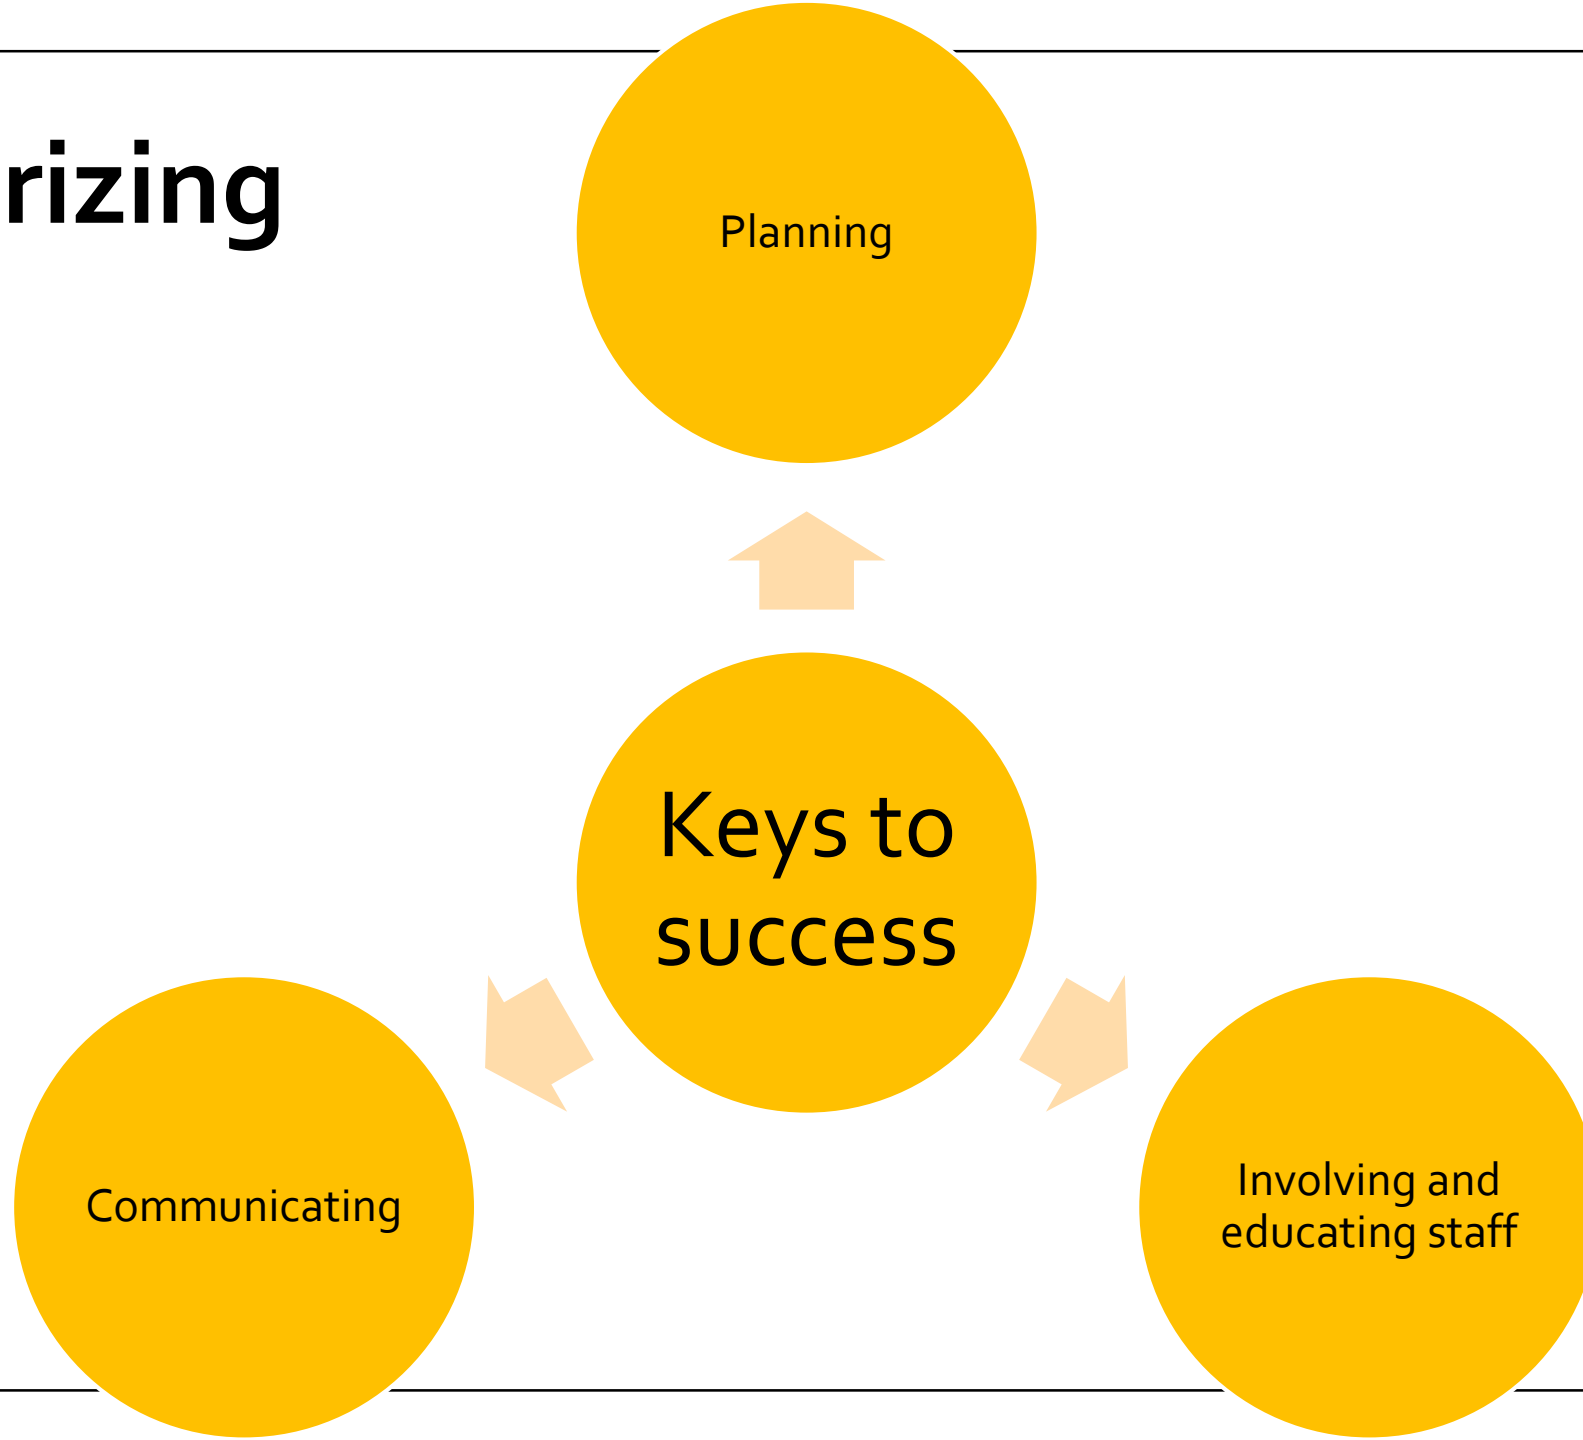 rizing
Planning
Keys to
success
Communicating
Involving and
educating staff